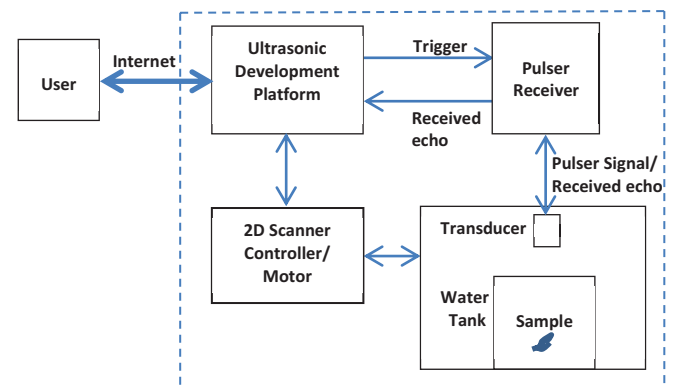 User
Internet
Ultrasonic
Development
Platform
Trigger
Received
echo
Pulser
Receiver
Pulser Signal/
Received echo
2D Scanner
Controller/
Motor
Transducer
Water
Tank
Sample